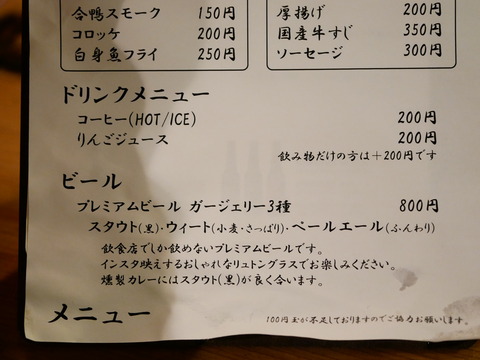 合鴨スモーク 150円
コロッケ 200円
白身魚フライ 250円
厚揚げ 200円
国産牛すじ 350円
ソーセージ 300円
ドリンクメニュー
コーヒー(HOT/ICE) 200円
りんごジュース 200円
飲み物だけの方は＋200円です
ビール
プレミアムビール ガージェリー3種 800円
スタウト(黒)・ウィート(小麦・さっぱり)・ペールエール(ふんわり)
飲食店でしか飲めないプレミアムビールです。
インスタ映えするおしゃれなリュトングラスでお楽しみください。
燻製カレーにはスタウト(黒)が良く合います。
メニュー
100円玉が不足しておりますのでご協力お願いします。